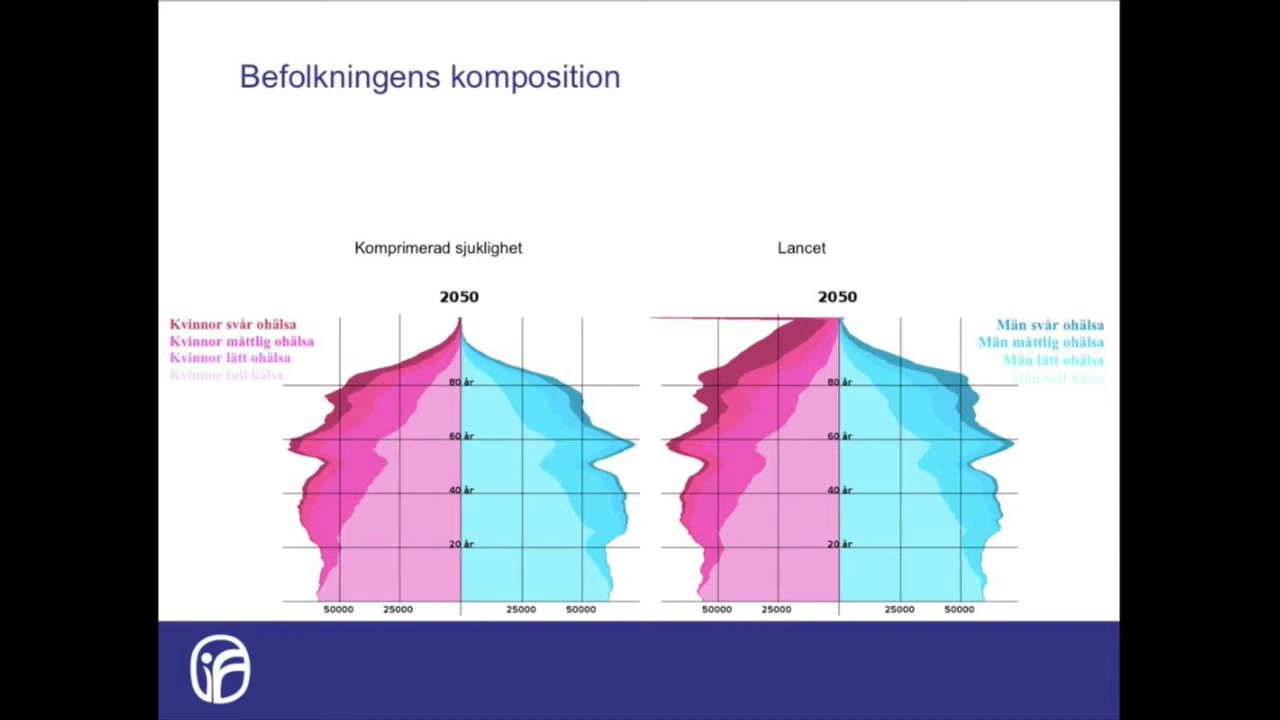 Befolkningens komposition
Komprimerad sjuklighet
Lancet
2050
2050
Kvinnor svår ohälsa
Kvinnor måttlig ohälsa
Kvinnor lätt ohälsa
Kvinnor full hälsa
Män svår ohälsa
Män måttlig ohälsa
Män lätt ohälsa
Män full hälsa
80 år
60 år
40 år
20 år
50000 25000 25000 50000
80 år
60 år
40 år
20 år
50000 25000 25000 50000